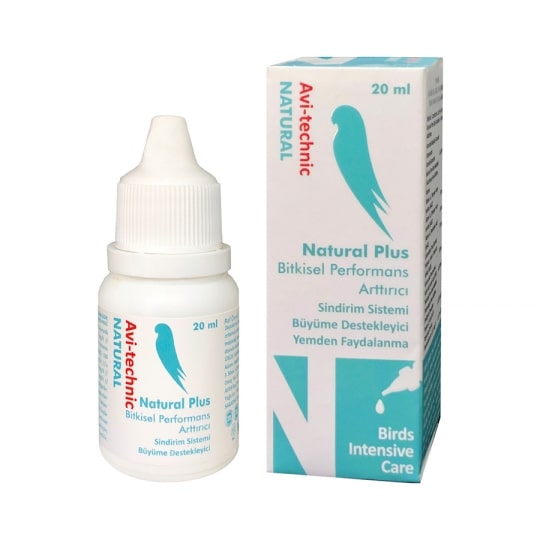 Avi-technic
NATURAL
20 ml
Natural Plus
Bitkisel Performans
Arttırıcı
Sindirim Sistemi
Büyüme Destekleyici
Avi-technic
NATURAL
20 ml
Natural Plus
Bitkisel Performans
Arttırıcı
Sindirim Sistemi
Büyüme Destekleyici
Yemden Faydalanma
Birds
Intensive
Care